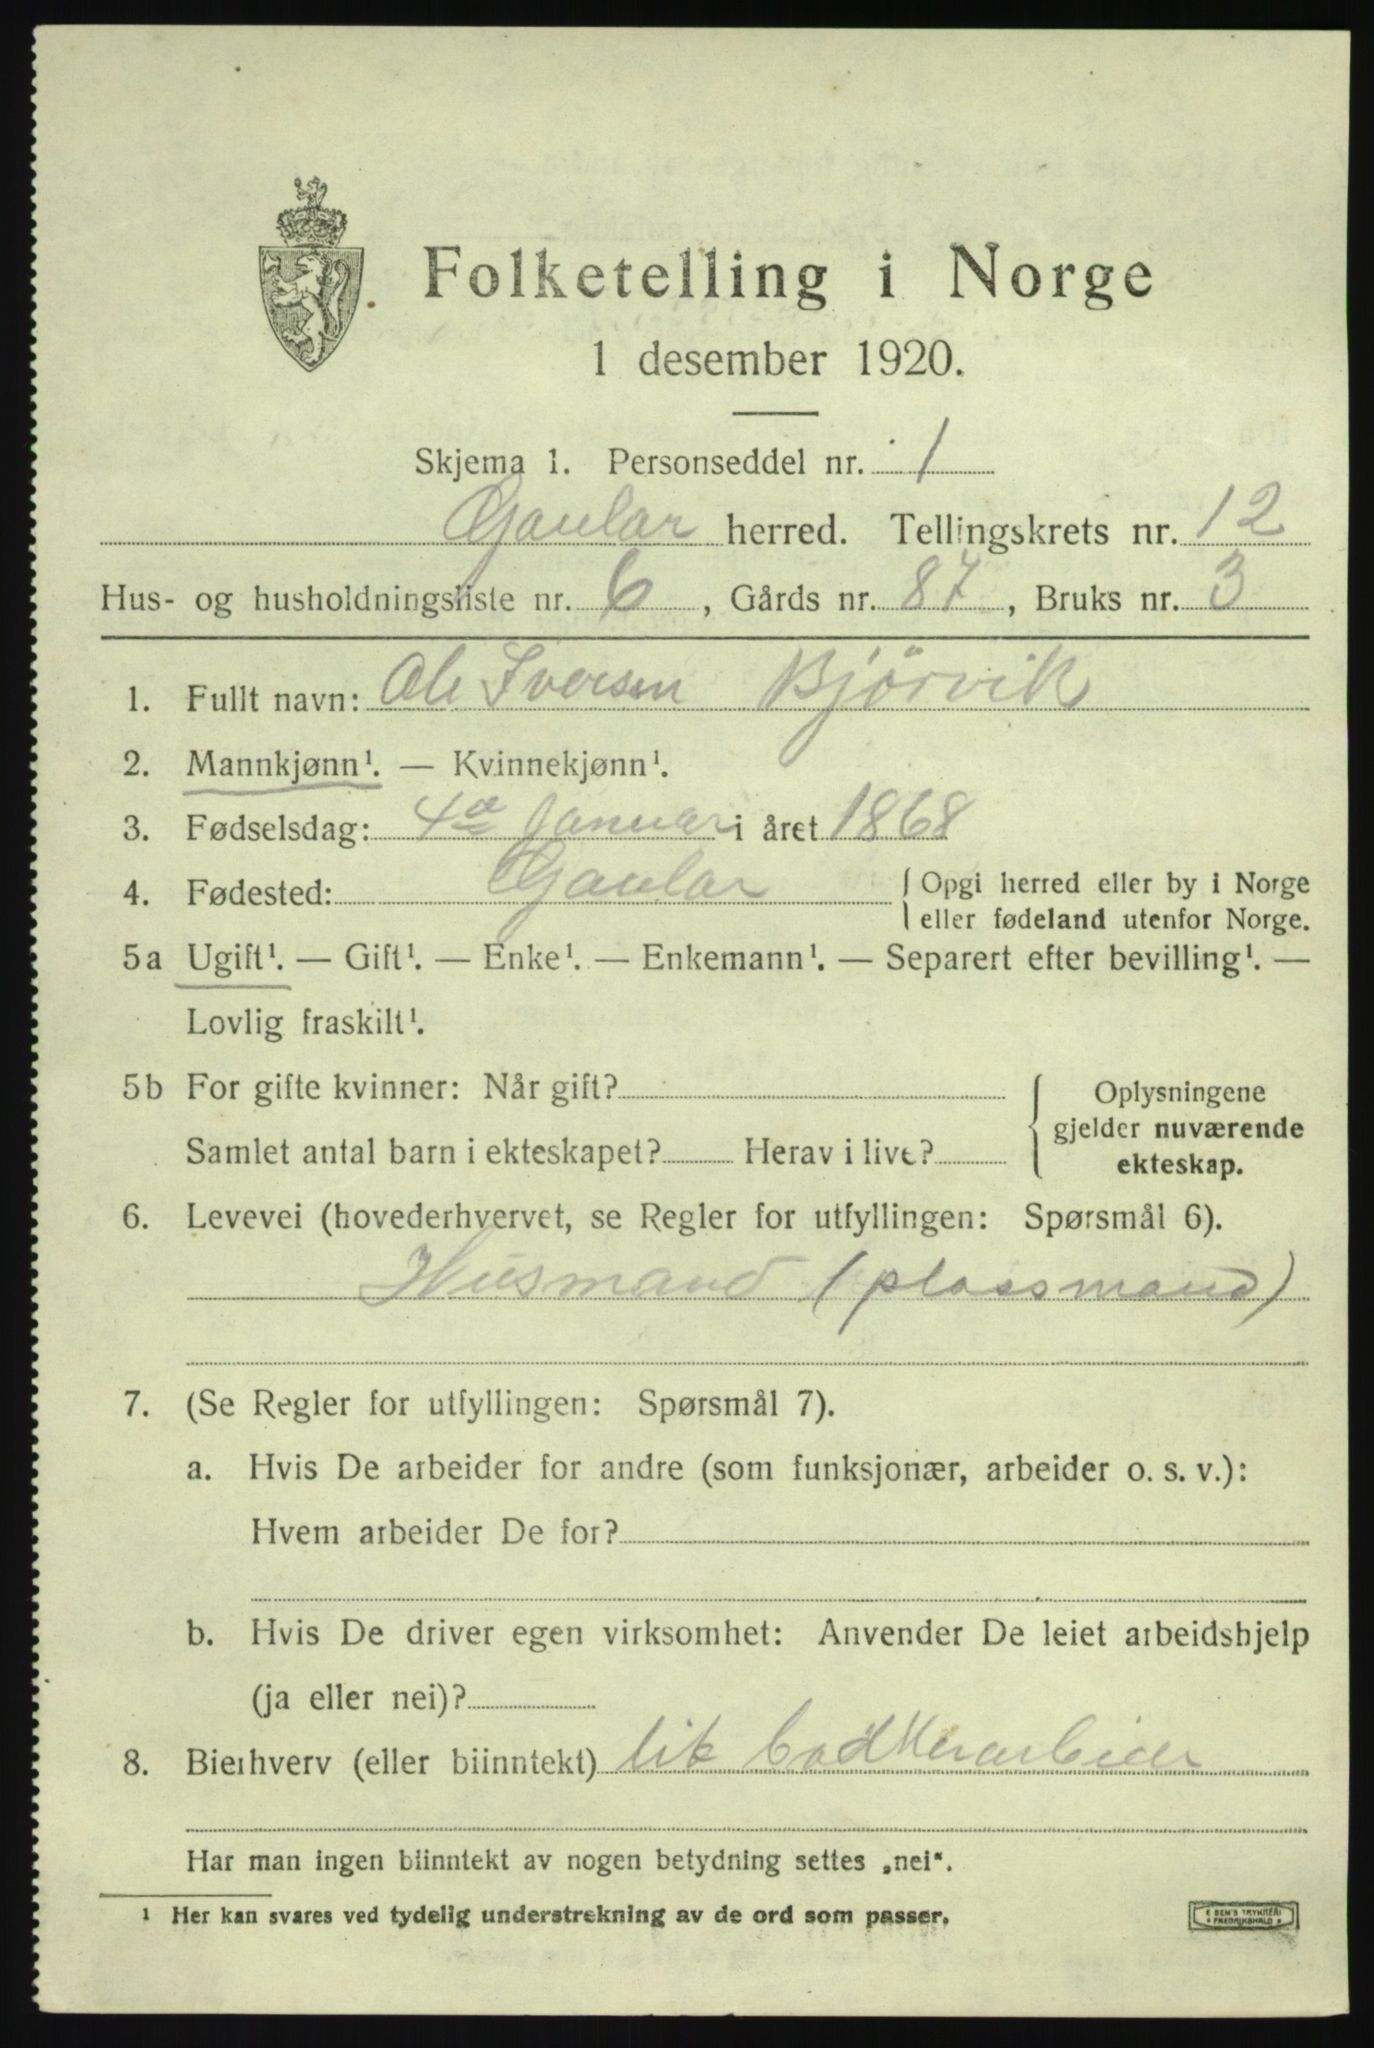 Folketelling i Norge
1 desember 1920.
Skjema 1. Personseddel nr. 1
Gaular herred. Tellingskrets nr. 12
Hus- og husholdningsliste nr. 6, Gårds nr. 87, Bruks nr. 3
1. Fullt navn: Ole Iversen Bjørvik
2. Mannkjønn¹. — Kvinnekjønn¹.
3. Fødselsdag: 4de Januar i året 1868
4. Fødested: Gaular { Opgi herred eller by i Norge
eller fødeland utenfor Norge.
5a Ugift¹. — Gift¹. — Enke¹. — Enkemann¹. — Separert efter bevilling¹. —
Lovlig fraskilt¹.
5b For gifte kvinner: Når gift? { Oplysningene
gjelder nuværende
Samlet antal barn i ekteskapet? Herav i live? ekteskap.
6. Levevei (hovederhvervet, se Regler for utfyllingen: Spørsmål 6).
Husmand (plassmand)
7. (Se Regler for utfyllingen: Spørsmål 7).
a. Hvis De arbeider for andre (som funksjonær, arbeider o. s. v.):
Hvem arbeider De for?
b. Hvis De driver egen virksomhet: Anvender De leiet arbeidshjelp
(ja eller nei)?
8. Bierhverv (eller biinntekt) lit bødkerarbeide
Har man ingen biinntekt av nogen betydning settes „nei".
¹ Her kan svares ved tydelig understrekning av de ord som passer.
SEM'S TRYKKERI
FREDRIKSHALD